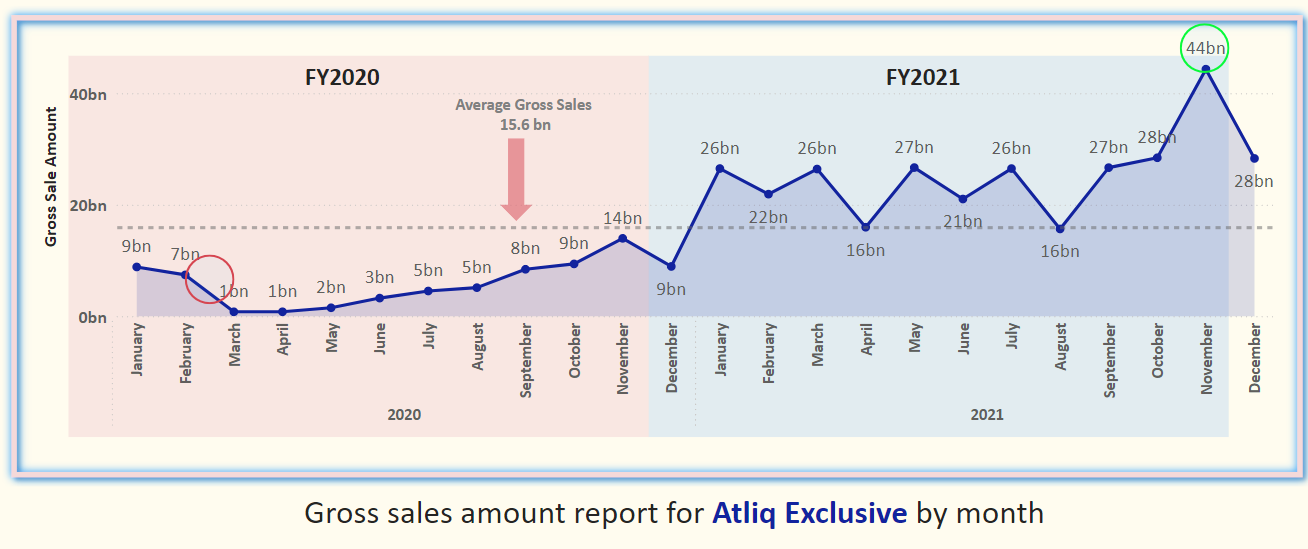 FY2020
FY2021
Average Gross Sales
15.6 bn
Gross Sale Amount
40bn
20bn
0bn
9bn
7bn
1bn
1bn
2bn
3bn
5bn
5bn
8bn
9bn
14bn
9bn
26bn
22bn
26bn
16bn
27bn
21bn
26bn
16bn
27bn
28bn
44bn
28bn
January
February
March
April
May
June
July
August
September
October
November
December
January
February
March
April
May
June
July
August
September
October
November
December
2020
2021
Gross sales amount report for Atliq Exclusive by month